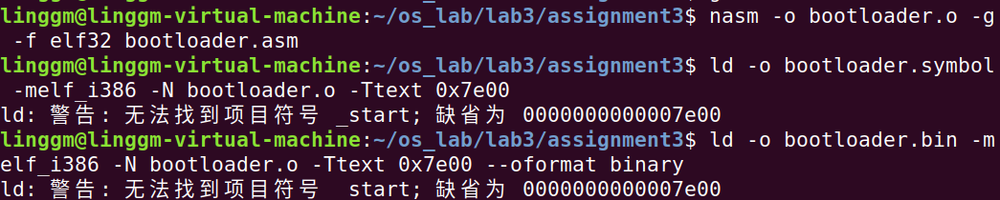 linggm@linggm-virtual-machine:~/os_lab/lab3/assignment3$ nasm -o bootloader.o -g
 -f elf32 bootloader.asm
linggm@linggm-virtual-machine:~/os_lab/lab3/assignment3$ ld -o bootloader.symbol
 -melf_i386 -N bootloader.o -Ttext 0x7e00
ld: 警告: 无法找到项目符号 _start; 缺省为 0000000000007e00
linggm@linggm-virtual-machine:~/os_lab/lab3/assignment3$ ld -o bootloader.bin -m
elf_i386 -N bootloader.o -Ttext 0x7e00 --oformat binary
ld: 警告: 无法找到项目符号 _start; 缺省为 0000000000007e00